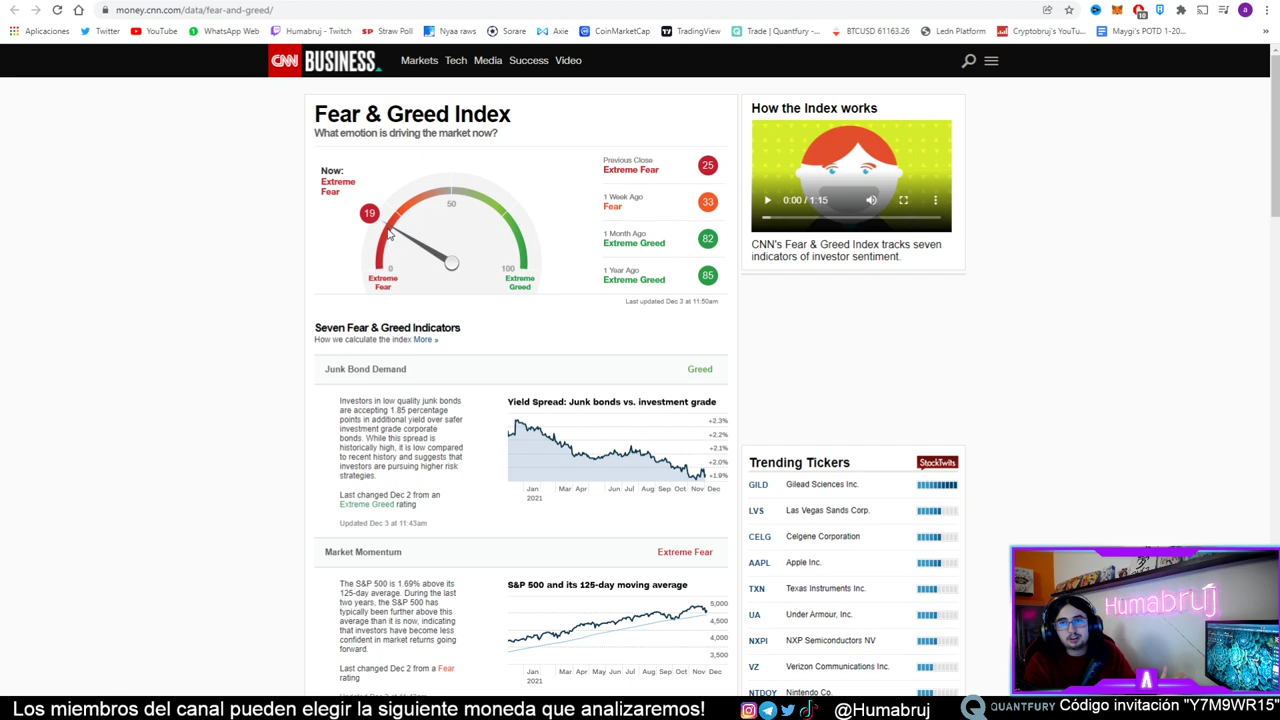 money.cnn.com/data/fear-and-greed/
10
a
Aplicaciones
Twitter
YouTube
WhatsApp Web
Humabruj - Twitch
SP Straw Poll
Nyaa rows
Sorare
Axie
CoinMarketCap
TradingView
Trade | Quantfury -...
BTCUSD 61163.26
Ledn Platform
Cryptobruj's YouT...
Maygi's POTD 1-20...
CNN BUSINESS
Markets Tech Media Success Video
Fear & Greed Index
What emotion is driving the market now?
Now:
Extreme
Fear
19
50
0
100
Extreme
Fear
Extreme
Greed
Previous Close
Extreme Fear
25
1 Week Ago
Fear
33
1 Month Ago
Extreme Greed
82
1 Year Ago
Extreme Greed
85
Last updated Dec 3 at 11:50am
How the Index works
0:00 / 1:15
CNN's Fear & Greed Index tracks seven
indicators of investor sentiment.
Seven Fear & Greed Indicators
How we calculate the index More »
Junk Bond Demand
Greed
Investors in low quality junk bonds
are accepting 1.85 percentage
points in additional yield over safer
investment grade corporate
bonds. While this spread is
historically high, it is low compared
to recent history and suggests that
investors are pursuing higher risk
strategies.
Last changed Dec 2 from an
Extreme Greed rating
Updated Dec 3 at 11:43am
Yield Spread: Junk bonds vs. investment grade
+2.3%
+2.2%
+2.1%
+2.0%
+1.9%
Jan Mar Apr Jun Jul Aug Sep Oct Nov Dec
2021
Market Momentum
Extreme Fear
The S&P 500 is 1.69% above its
125-day average. During the last
two years, the S&P 500 has
typically been further above this
average than it is now, indicating
that investors have become less
confident in market returns going
forward.
Last changed Dec 2 from a Fear
rating
S&P 500 and its 125-day moving average
5,000
4,500
4,000
3,500
Jan Mar Apr May Jun Jul Aug Sep Oct Nov Dec
2021
Trending Tickers
StockTwits
GILD Gilead Sciences Inc.
LVS Las Vegas Sands Corp.
CELG Celgene Corporation
AAPL Apple Inc.
TXN Texas Instruments Inc.
UA Under Armour, Inc.
NXPI NXP Semiconductors NV
VZ Verizon Communications Inc.
NTDOY Nintendo Co.
Humabruj
Los miembros del canal pueden elegir la siguiente moneda que analizaremos!
@Humabruj
QUANTFURY
Código invitación "Y7M9WR15"